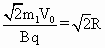 √2m₁V₀/Bq = √2R